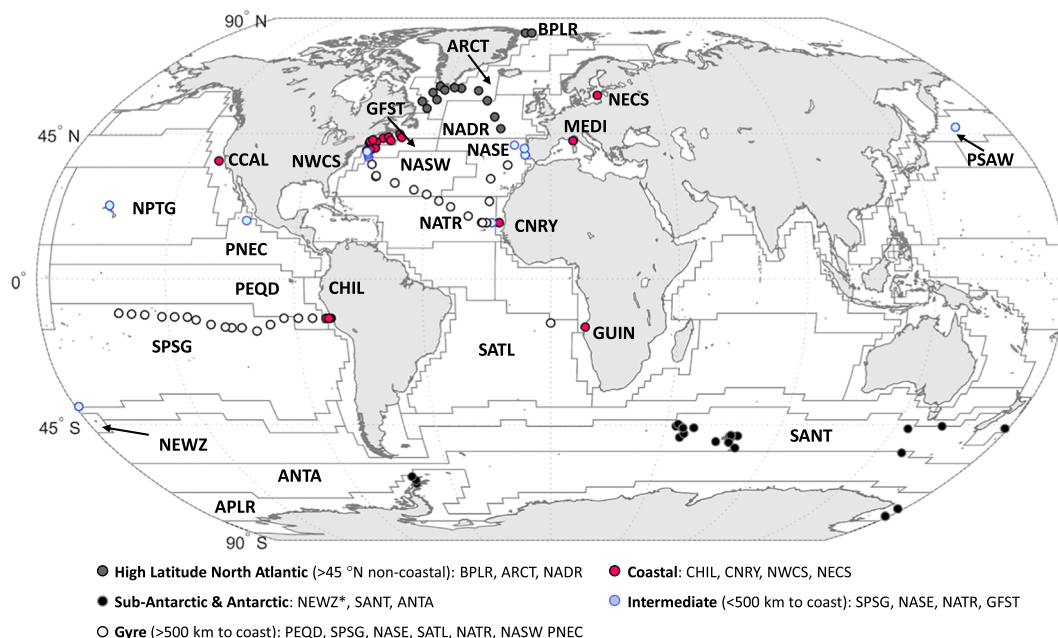 90° N
BPLR
ARCT
NECS
GFST
45° N
NADR
MEDI
CCAL
NWCS
NASE
NASW
PSAW
NPTG
NATR
CNRY
PNEC
0°
PEQD
CHIL
GUIN
SPSG
SATL
45° S
NEWZ
SANT
ANTA
APLR
90° S
High Latitude North Atlantic (>45 °N non-coastal): BPLR, ARCT, NADR
Coastal: CHIL, CNRY, NWCS, NECS
Sub-Antarctic & Antarctic: NEWZ*, SANT, ANTA
Intermediate (<500 km to coast): SPSG, NASE, NATR, GFST
Gyre (>500 km to coast): PEQD, SPSG, NASE, SATL, NATR, NASW PNEC